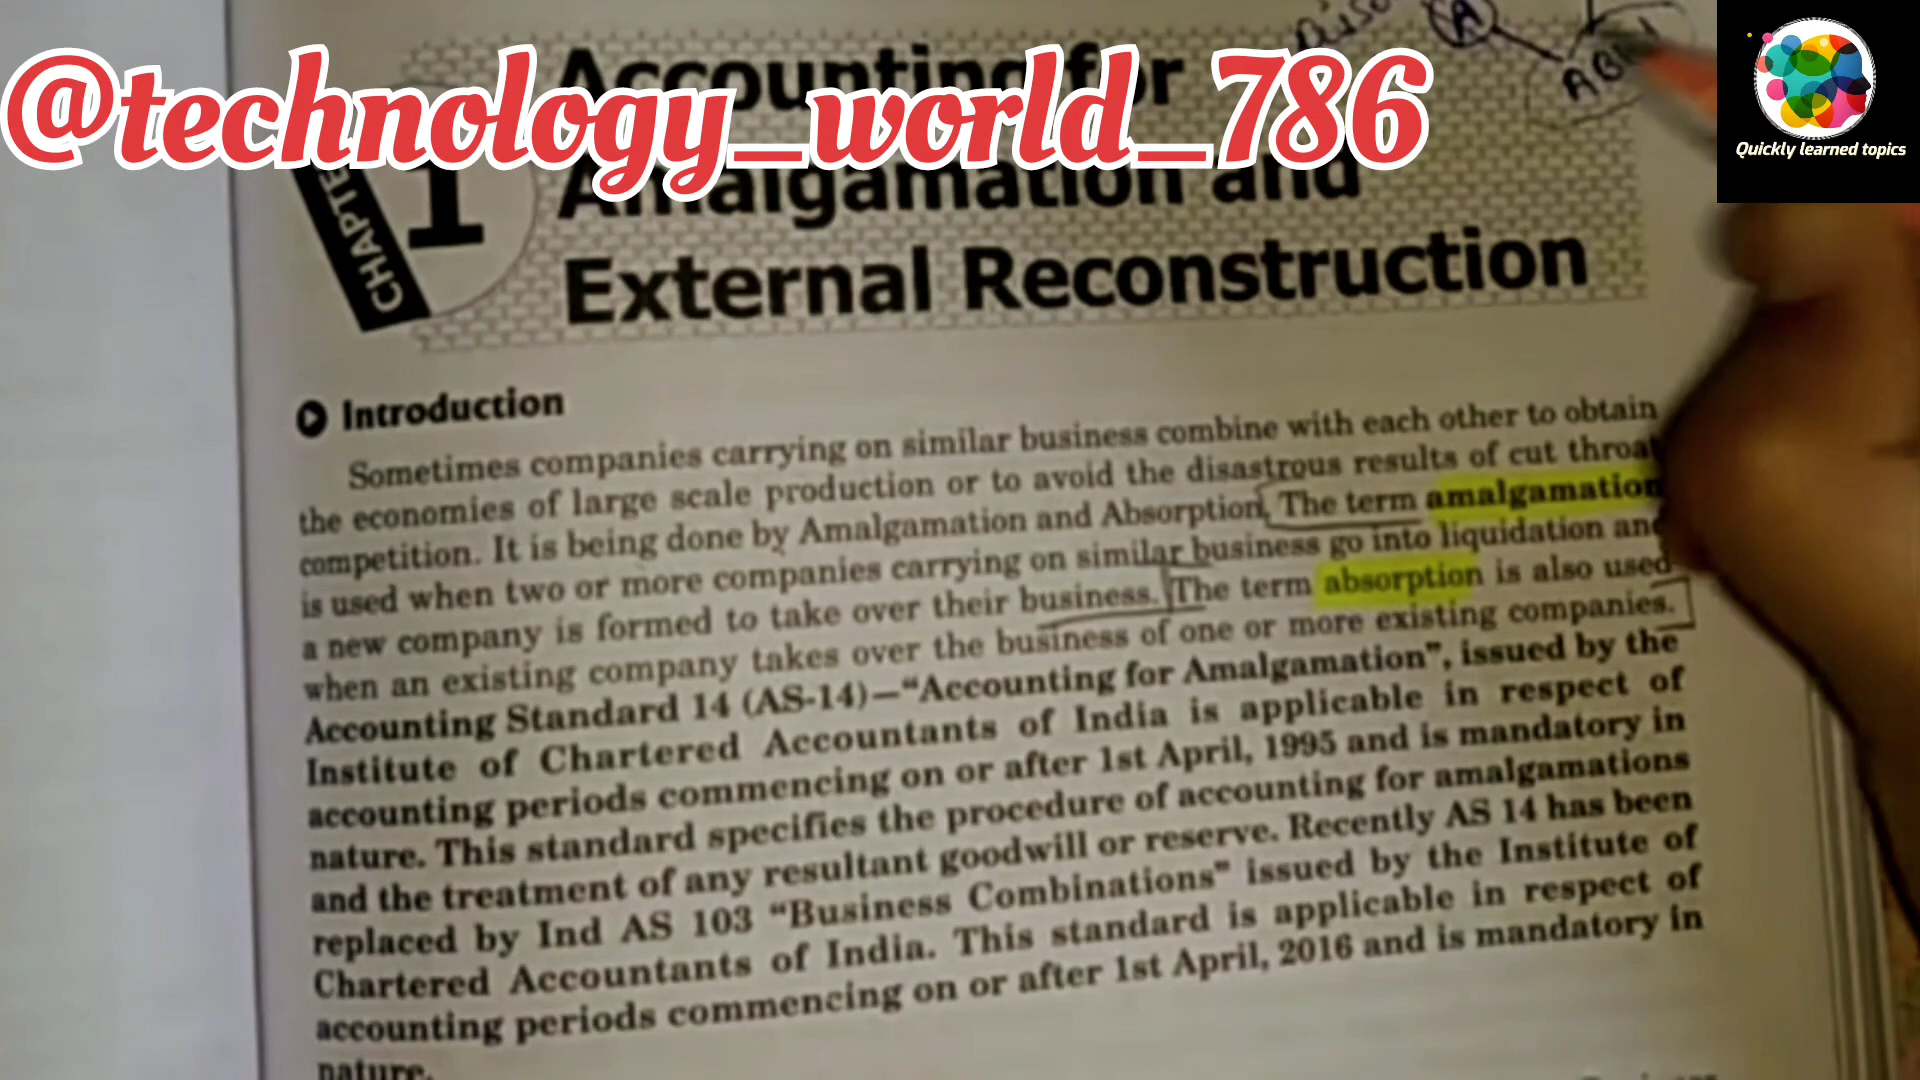 @technology_world_786
Quickly learned topics
CHAPTE
1
Accounting for
Amalgamation and
External Reconstruction
Introduction
Sometimes companies carrying on similar business combine with each other to obtain
the economies of large scale production or to avoid the disastrous results of cut throat
competition. It is being done by Amalgamation and Absorption. The term amalgamation
is used when two or more companies carrying on similar business go into liquidation and
a new company is formed to take over their business. The term absorption is also used
when an existing company takes over the business of one or more existing companies.
Accounting Standard 14 (AS-14)—“Accounting for Amalgamation”, issued by the
Institute of Chartered Accountants of India is applicable in respect of
accounting periods commencing on or after 1st April, 1995 and is mandatory in
nature. This standard specifies the procedure of accounting for amalgamations
and the treatment of any resultant goodwill or reserve. Recently AS 14 has been
replaced by Ind AS 103 “Business Combinations” issued by the Institute of
Chartered Accountants of India. This standard is applicable in respect of
accounting periods commencing on or after 1st April, 2016 and is mandatory in
nature.